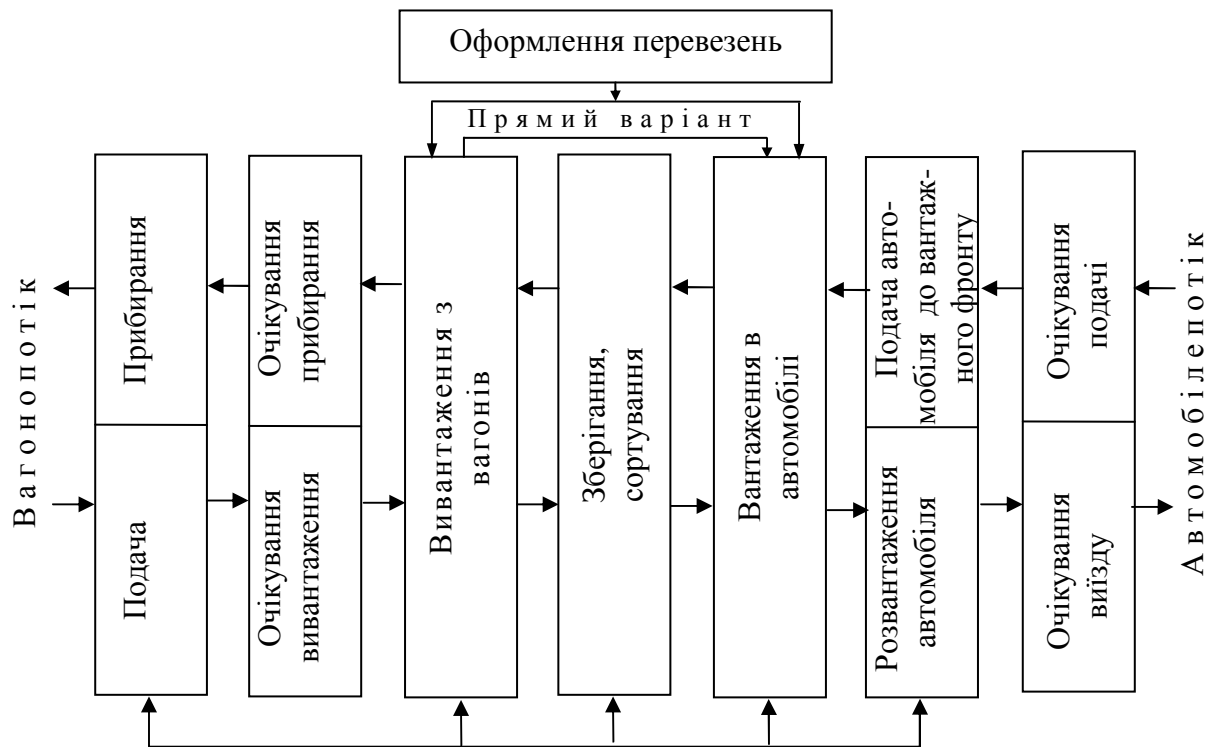 Оформлення перевезень
Прямий варіант
Вагонопотік
Прибирання
Подача
Очікування
прибирання
Очікування
вивантаження
Вивантаження з
вагонів
Зберігання,
сортування
Вантаження в
автомобілі
Подача авто-
мобіля до вантаж-
ного фронту
Розвантаження
автомобіля
Очікування
подачі
Очікування
виїзду
Автомобілепотік